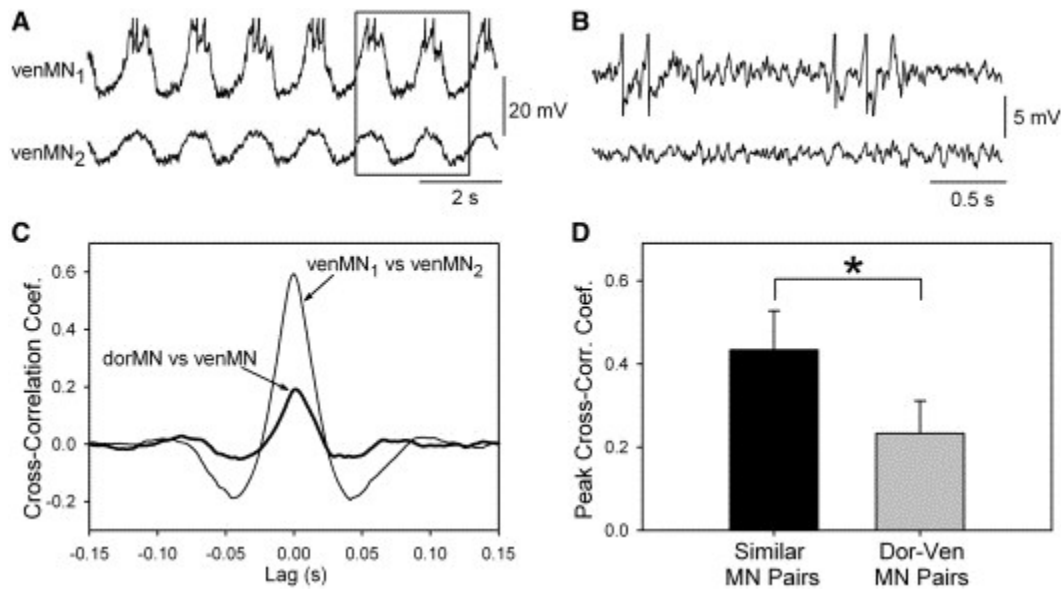 A
venMN1
venMN2
20 mV
2 s
B
5 mV
0.5 s
C
Cross-Correlation Coef.
0.6
0.4
0.2
0.0
-0.2
venMN1 vs venMN2
dorMN vs venMN
-0.15
-0.10
-0.05
0.00
0.05
0.10
0.15
Lag (s)
D
Peak Cross-Corr. Coef.
0.6
0.4
0.2
0.0
*
Similar
MN Pairs
Dor-Ven
MN Pairs